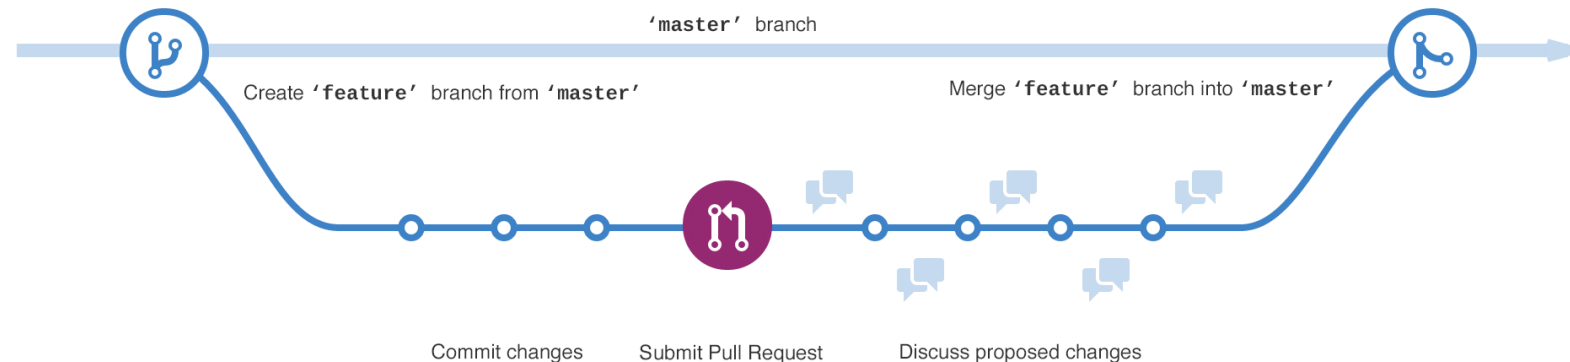 ‘master’ branch
Create ‘feature’ branch from ‘master’
Merge ‘feature’ branch into ‘master’
Commit changes
Submit Pull Request
Discuss proposed changes